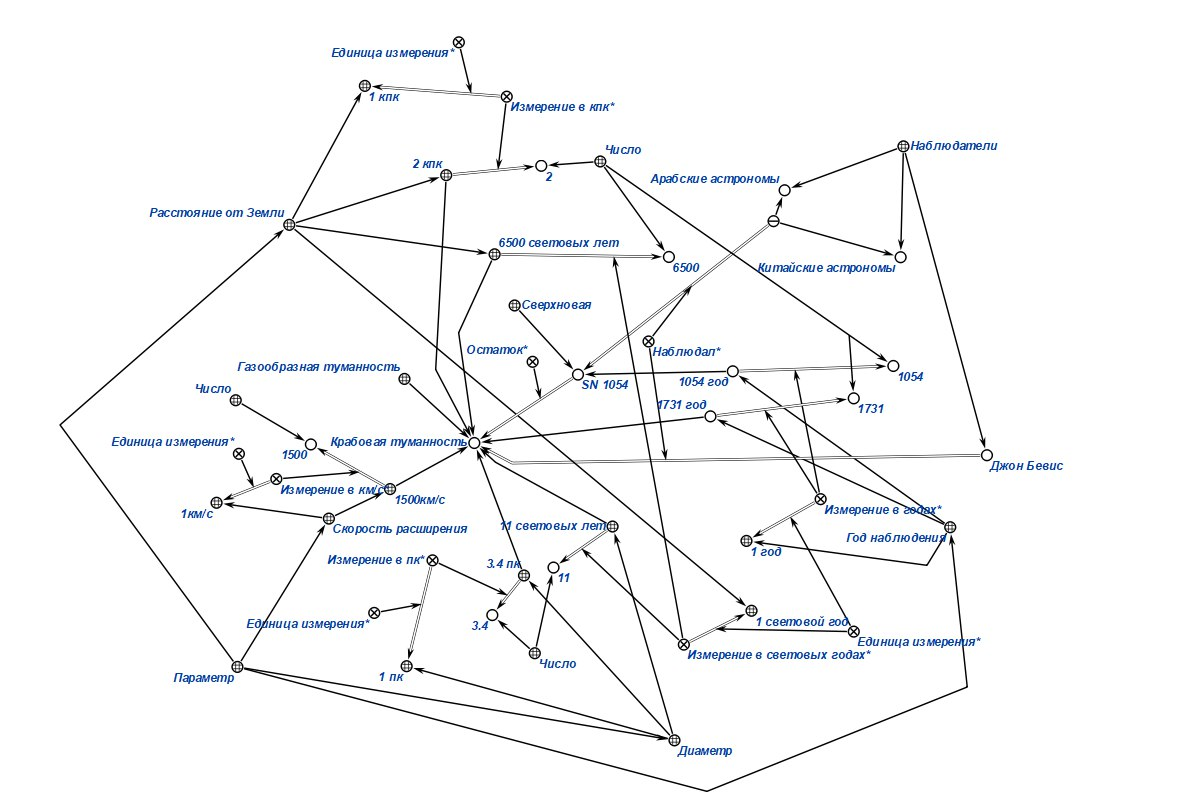 Единица измерения*
1 кпк
Измерение в кпк*
Число
Наблюдатели
2 кпк
2
Арабские астрономы
Расстояние от Земли
6500 световых лет
6500
Китайские астрономы
Сверхновая
Остаток*
Наблюдал*
Газообразная туманность
SN 1054
1054 год
1054
Число
1731 год
1731
Единица измерения*
1500
Крабовая туманность
Джон Бевис
Измерение в км/с*
1500км/с
1км/с
Скорость расширения
11 световых лет
Измерение в годах*
Год наблюдения
1 год
Измерение в пк*
3.4 пк
11
Единица измерения*
3.4
1 световой год
Единица измерения*
Число
Измерение в световых годах*
Параметр
1 пк
Диаметр